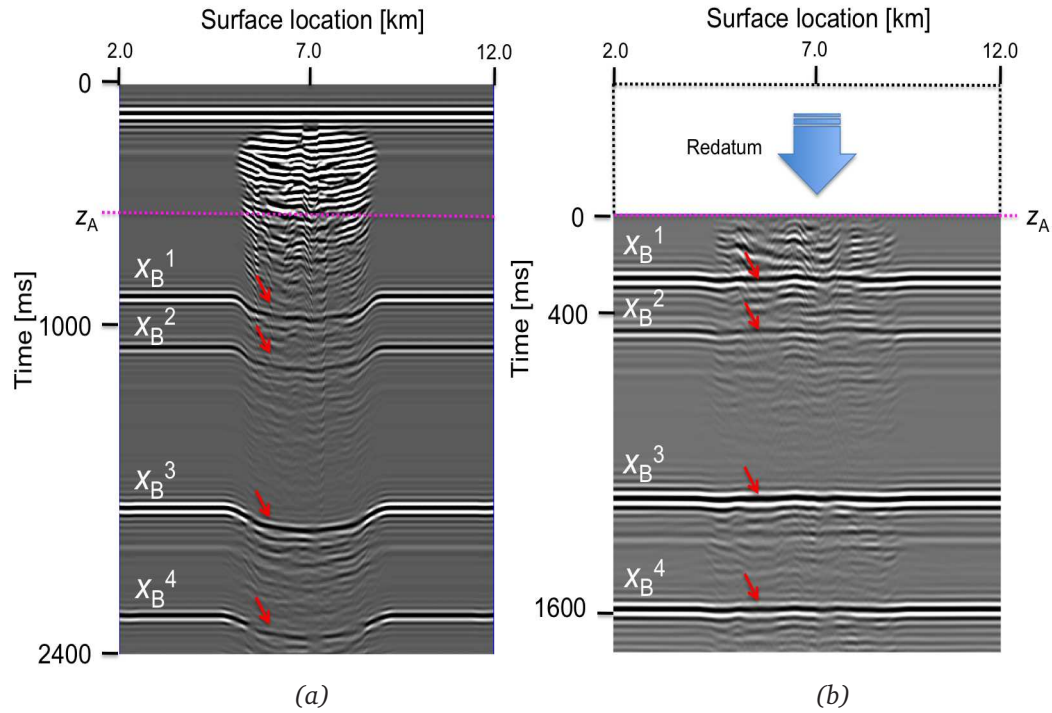 Surface location [km]
2.0 7.0 12.0
0
z_A
x_B^1
1000
x_B^2
Time [ms]
x_B^3
x_B^4
2400
(a)
Surface location [km]
2.0 7.0 12.0
Redatum
0
z_A
x_B^1
x_B^2
400
Time [ms]
x_B^3
x_B^4
1600
(b)